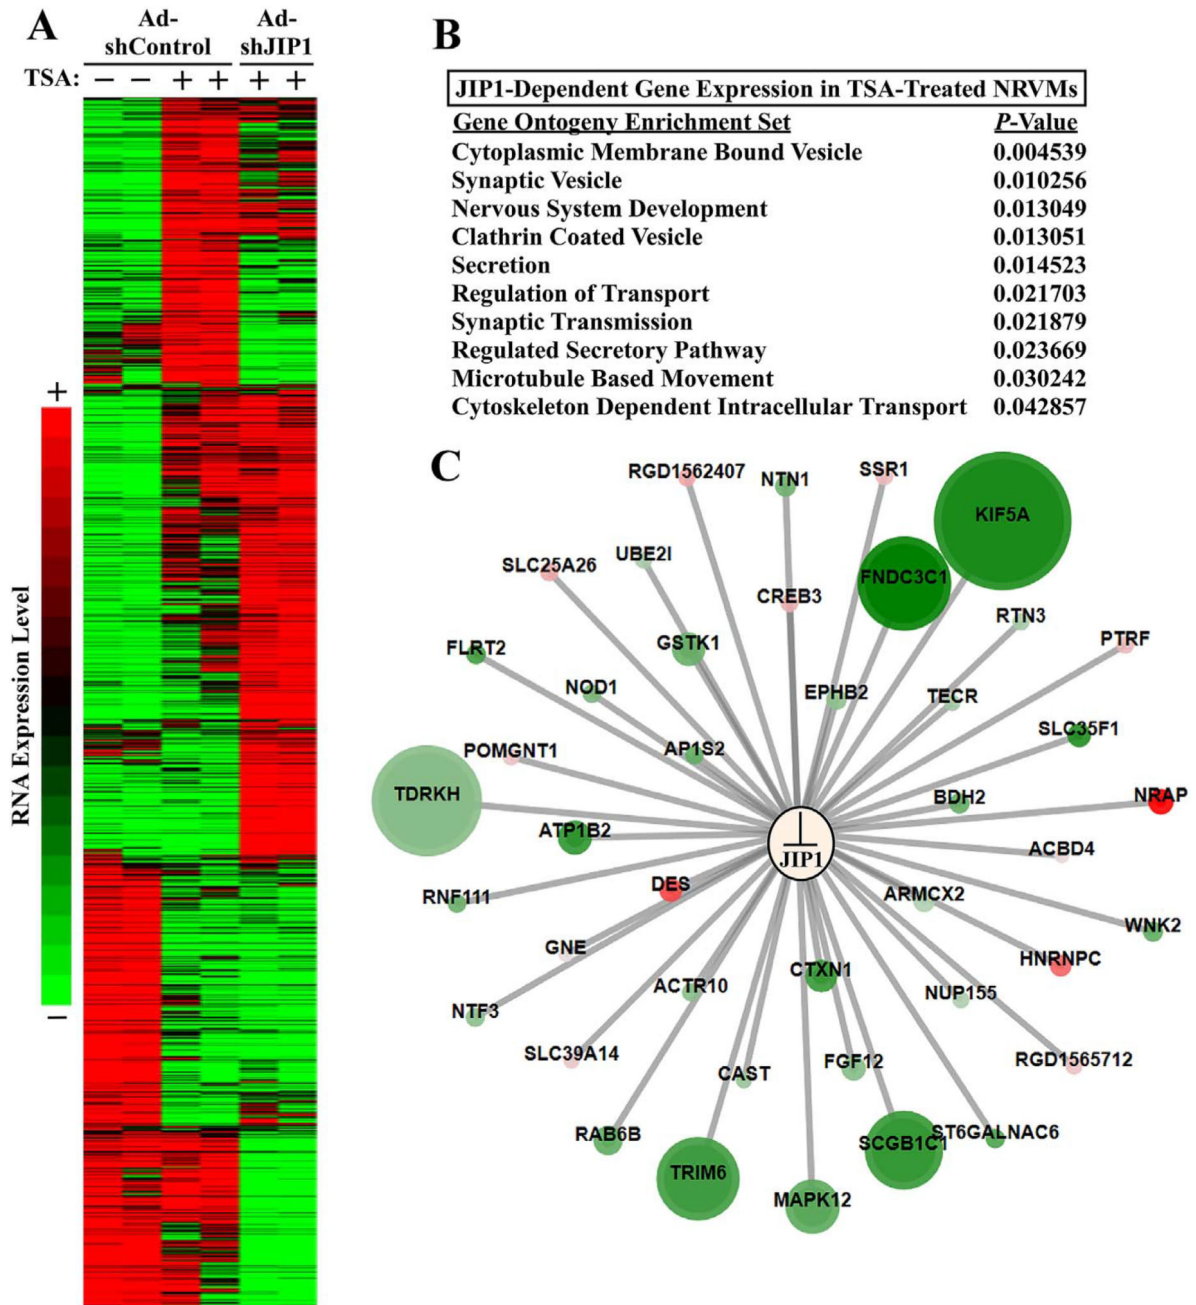 A
Ad-
shControl
Ad-
shJIP1
TSA: − − + + + +
+
RNA Expression Level
−
B
JIP1-Dependent Gene Expression in TSA-Treated NRVMs
Gene Ontogeny Enrichment Set P-Value
Cytoplasmic Membrane Bound Vesicle 0.004539
Synaptic Vesicle 0.010256
Nervous System Development 0.013049
Clathrin Coated Vesicle 0.013051
Secretion 0.014523
Regulation of Transport 0.021703
Synaptic Transmission 0.021879
Regulated Secretory Pathway 0.023669
Microtubule Based Movement 0.030242
Cytoskeleton Dependent Intracellular Transport 0.042857
C
RGD1562407
NTN1
SSR1
KIF5A
SLC25A26
UBE2I
CREB3
FNDC3C1
RTN3
PTRF
FLRT2
GSTK1
NOD1
EPHB2
TECR
SLC35F1
POMGNT1
AP1S2
TDRKH
BDH2
NRAP
ATP1B2
JIP1
ACBD4
RNF111
DES
ARMCX2
WNK2
GNE
CTXN1
HNRNPC
NTF3
ACTR10
NUP155
SLC39A14
CAST
FGF12
RGD1565712
RAB6B
TRIM6
SCGB1C1
ST6GALNAC6
MAPK12